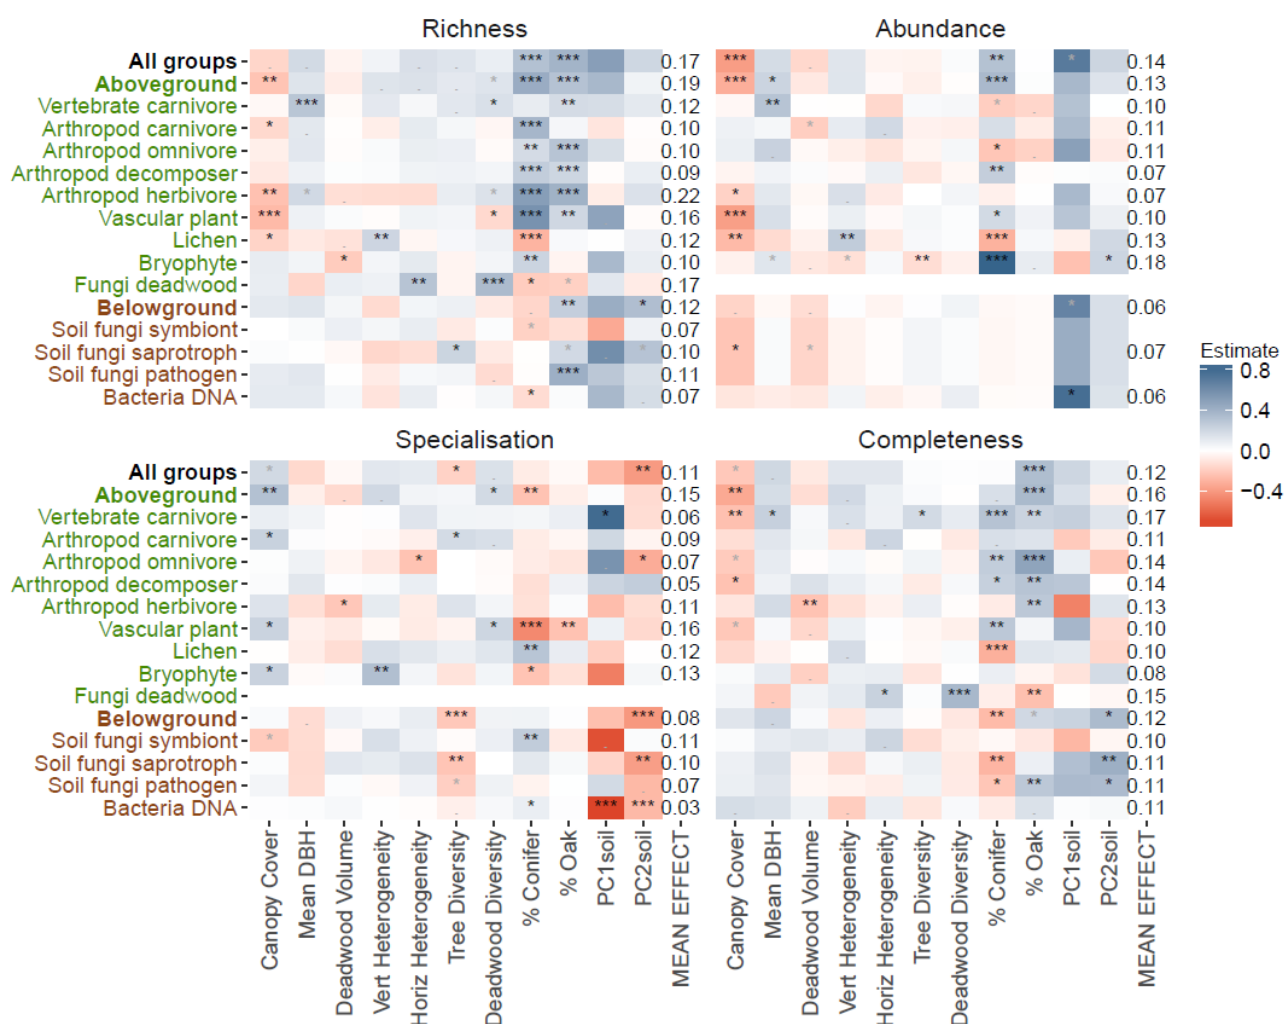 Richness Abundance
All groups . . . . *** *** 0.17 *** ** * 0.14
Aboveground ** . . . * *** *** 0.19 *** * *** 0.13
Vertebrate carnivore *** . * ** 0.12 ** * 0.10
Arthropod carnivore * . *** 0.10 * . 0.11
Arthropod omnivore ** *** 0.10 . * . 0.11
Arthropod decomposer *** *** 0.09 ** 0.07
Arthropod herbivore ** * . * *** *** 0.22 * . 0.07
Vascular plant *** * *** ** 0.16 *** * 0.10
Lichen * . ** *** 0.12 ** ** *** 0.13
Bryophyte . * ** 0.10 * . * ** *** . * 0.18
Fungi deadwood ** *** * * 0.17
Belowground . . ** * 0.12 . . * 0.06
Soil fungi symbiont * 0.07
Soil fungi saprotroph * * . * 0.10 * * 0.07
Soil fungi pathogen . *** 0.11
Bacteria DNA * . 0.07 * 0.06
Estimate
0.8
0.4
0.0
−0.4
Specialisation Completeness
All groups * * . ** 0.11 * . *** 0.12
Aboveground ** . . * ** 0.15 ** . . *** 0.16
Vertebrate carnivore * 0.06 ** * . * . *** ** 0.17
Arthropod carnivore * * . 0.09 . . 0.11
Arthropod omnivore * * 0.07 * ** *** 0.14
Arthropod decomposer 0.05 * * ** 0.14
Arthropod herbivore * 0.11 ** ** 0.13
Vascular plant * * *** ** 0.16 * . ** 0.10
Lichen ** 0.12 . *** 0.10
Bryophyte * ** * 0.13 . 0.08
Fungi deadwood * *** ** 0.15
Belowground . *** *** 0.08 . ** * * 0.12
Soil fungi symbiont * ** 0.11 . 0.10
Soil fungi saprotroph ** ** 0.10 ** ** 0.11
Soil fungi pathogen * . 0.07 * ** * 0.11
Bacteria DNA . * *** *** 0.03 . . . 0.11
Canopy Cover
Mean DBH
Deadwood Volume
Vert Heterogeneity
Horiz Heterogeneity
Tree Diversity
Deadwood Diversity
% Conifer
% Oak
PC1soil
PC2soil
MEAN EFFECT
Canopy Cover
Mean DBH
Deadwood Volume
Vert Heterogeneity
Horiz Heterogeneity
Tree Diversity
Deadwood Diversity
% Conifer
% Oak
PC1soil
PC2soil
MEAN EFFECT